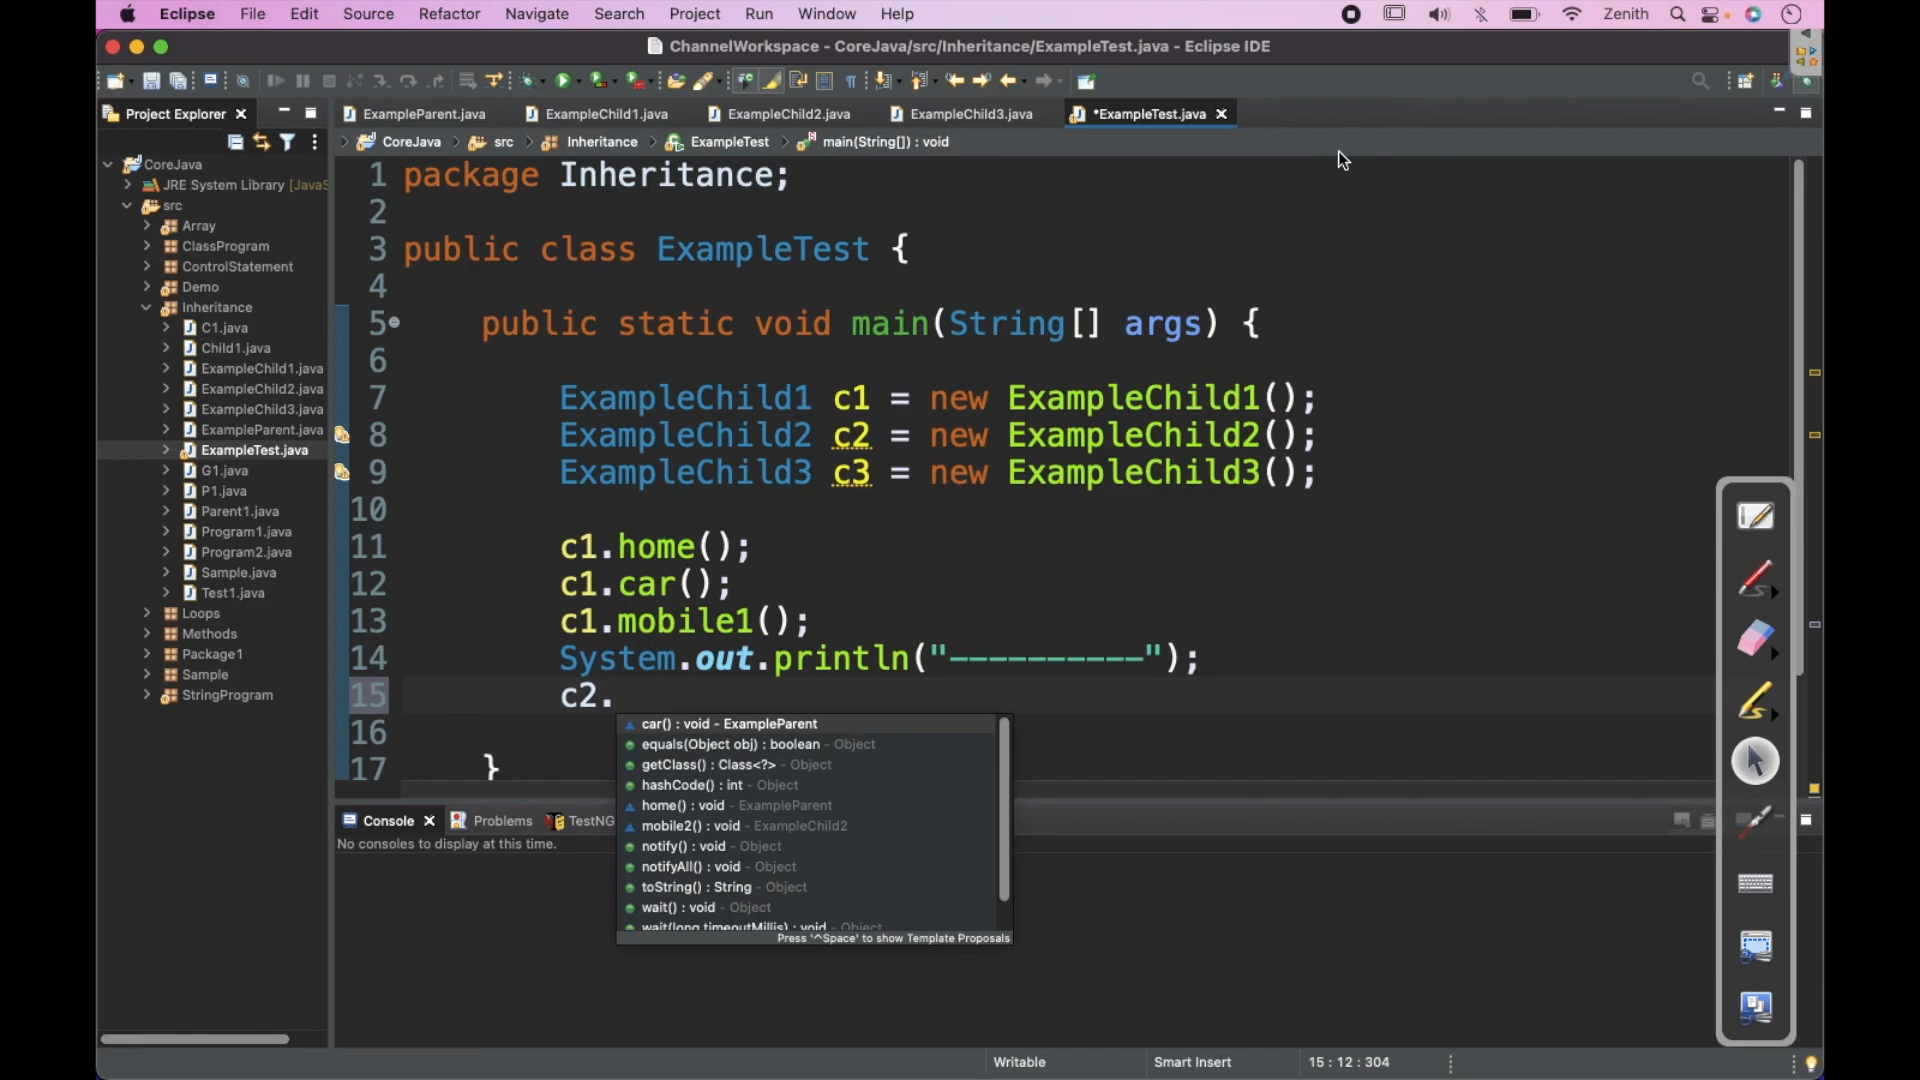 Eclipse File Edit Source Refactor Navigate Search Project Run Window Help Zenith
ChannelWorkspace - CoreJava/src/Inheritance/ExampleTest.java - Eclipse IDE
Project Explorer
ExampleParent.java ExampleChild1.java ExampleChild2.java ExampleChild3.java *ExampleTest.java
CoreJava src Inheritance ExampleTest main(String[]) : void
CoreJava
JRE System Library [JavaS
src
Array
ClassProgram
ControlStatement
Demo
Inheritance
C1.java
Child1.java
ExampleChild1.java
ExampleChild2.java
ExampleChild3.java
ExampleParent.java
ExampleTest.java
G1.java
P1.java
Parent1.java
Program1.java
Program2.java
Sample.java
Test1.java
Loops
Methods
Package1
Sample
StringProgram
1 package Inheritance;
2
3 public class ExampleTest {
4
5 public static void main(String[] args) {
6
7 ExampleChild1 c1 = new ExampleChild1();
8 ExampleChild2 c2 = new ExampleChild2();
9 ExampleChild3 c3 = new ExampleChild3();
10
11 c1.home();
12 c1.car();
13 c1.mobile1();
14 System.out.println("----------");
15 c2.
16
17 }
car() : void - ExampleParent
equals(Object obj) : boolean - Object
getClass() : Class<?> - Object
hashCode() : int - Object
home() : void - ExampleParent
mobile2() : void - ExampleChild2
notify() : void - Object
notifyAll() : void - Object
toString() : String - Object
wait() : void - Object
wait(long timeoutMillis) : void - Object
Press '^Space' to show Template Proposals
Console Problems TestNG
No consoles to display at this time.
Writable Smart Insert 15 : 12 : 304